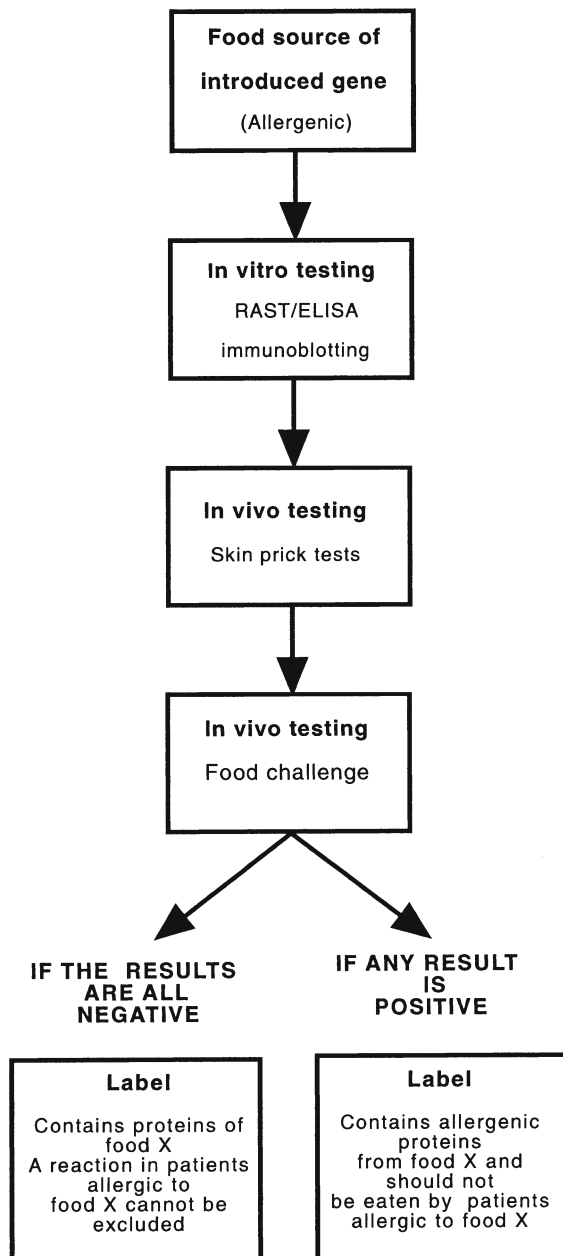 Food source of
introduced gene
(Allergenic)
In vitro testing
RAST/ELISA
immunoblotting
In vivo testing
Skin prick tests
In vivo testing
Food challenge
IF THE RESULTS
ARE ALL
NEGATIVE
IF ANY RESULT
IS
POSITIVE
Label
Contains proteins of
food X
A reaction in patients
allergic to
food X cannot be
excluded
Label
Contains allergenic
proteins
from food X and
should not
be eaten by patients
allergic to food X